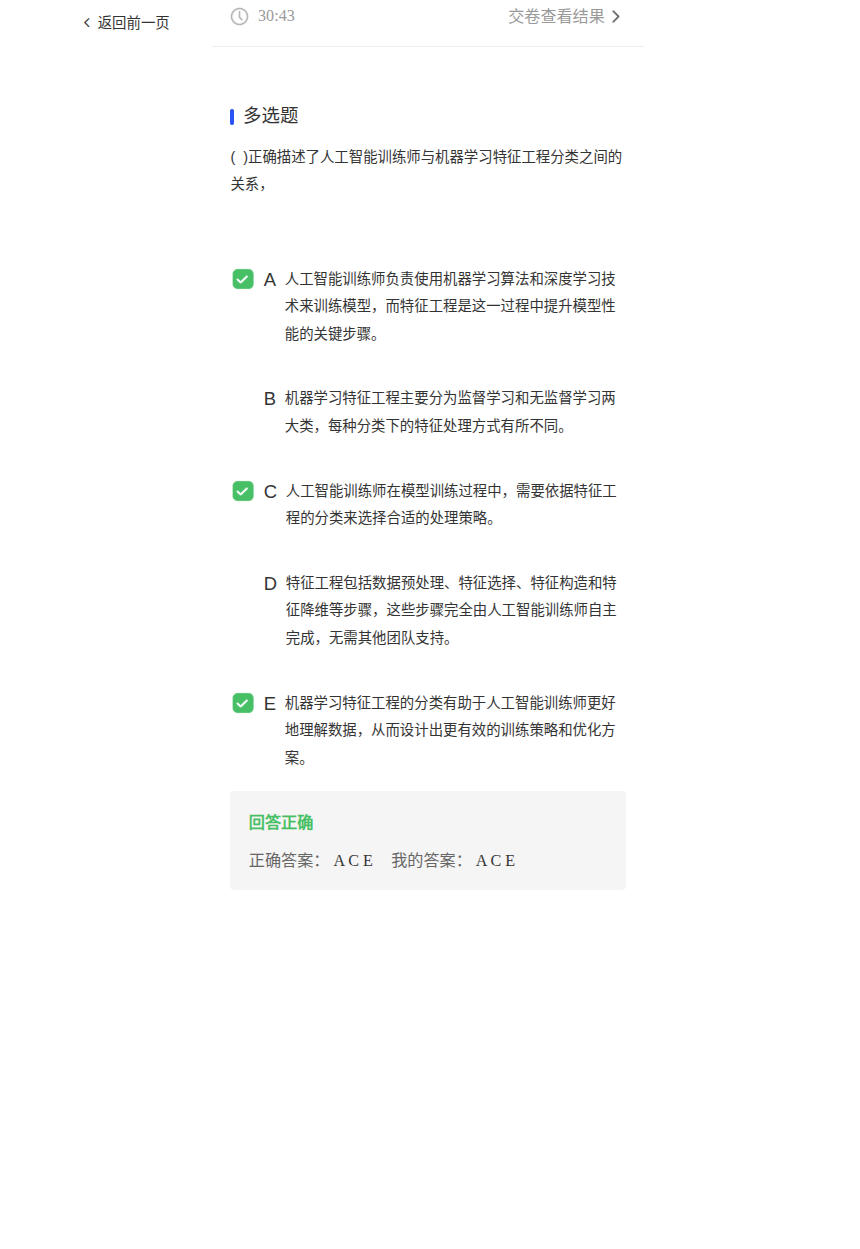 返回前一页
30:43
交卷查看结果
多选题
( )正确描述了人工智能训练师与机器学习特征工程分类之间的
关系，
A 人工智能训练师负责使用机器学习算法和深度学习技
术来训练模型，而特征工程是这一过程中提升模型性
能的关键步骤。
B 机器学习特征工程主要分为监督学习和无监督学习两
大类，每种分类下的特征处理方式有所不同。
C 人工智能训练师在模型训练过程中，需要依据特征工
程的分类来选择合适的处理策略。
D 特征工程包括数据预处理、特征选择、特征构造和特
征降维等步骤，这些步骤完全由人工智能训练师自主
完成，无需其他团队支持。
E 机器学习特征工程的分类有助于人工智能训练师更好
地理解数据，从而设计出更有效的训练策略和优化方
案。
回答正确
正确答案： A C E 我的答案： A C E